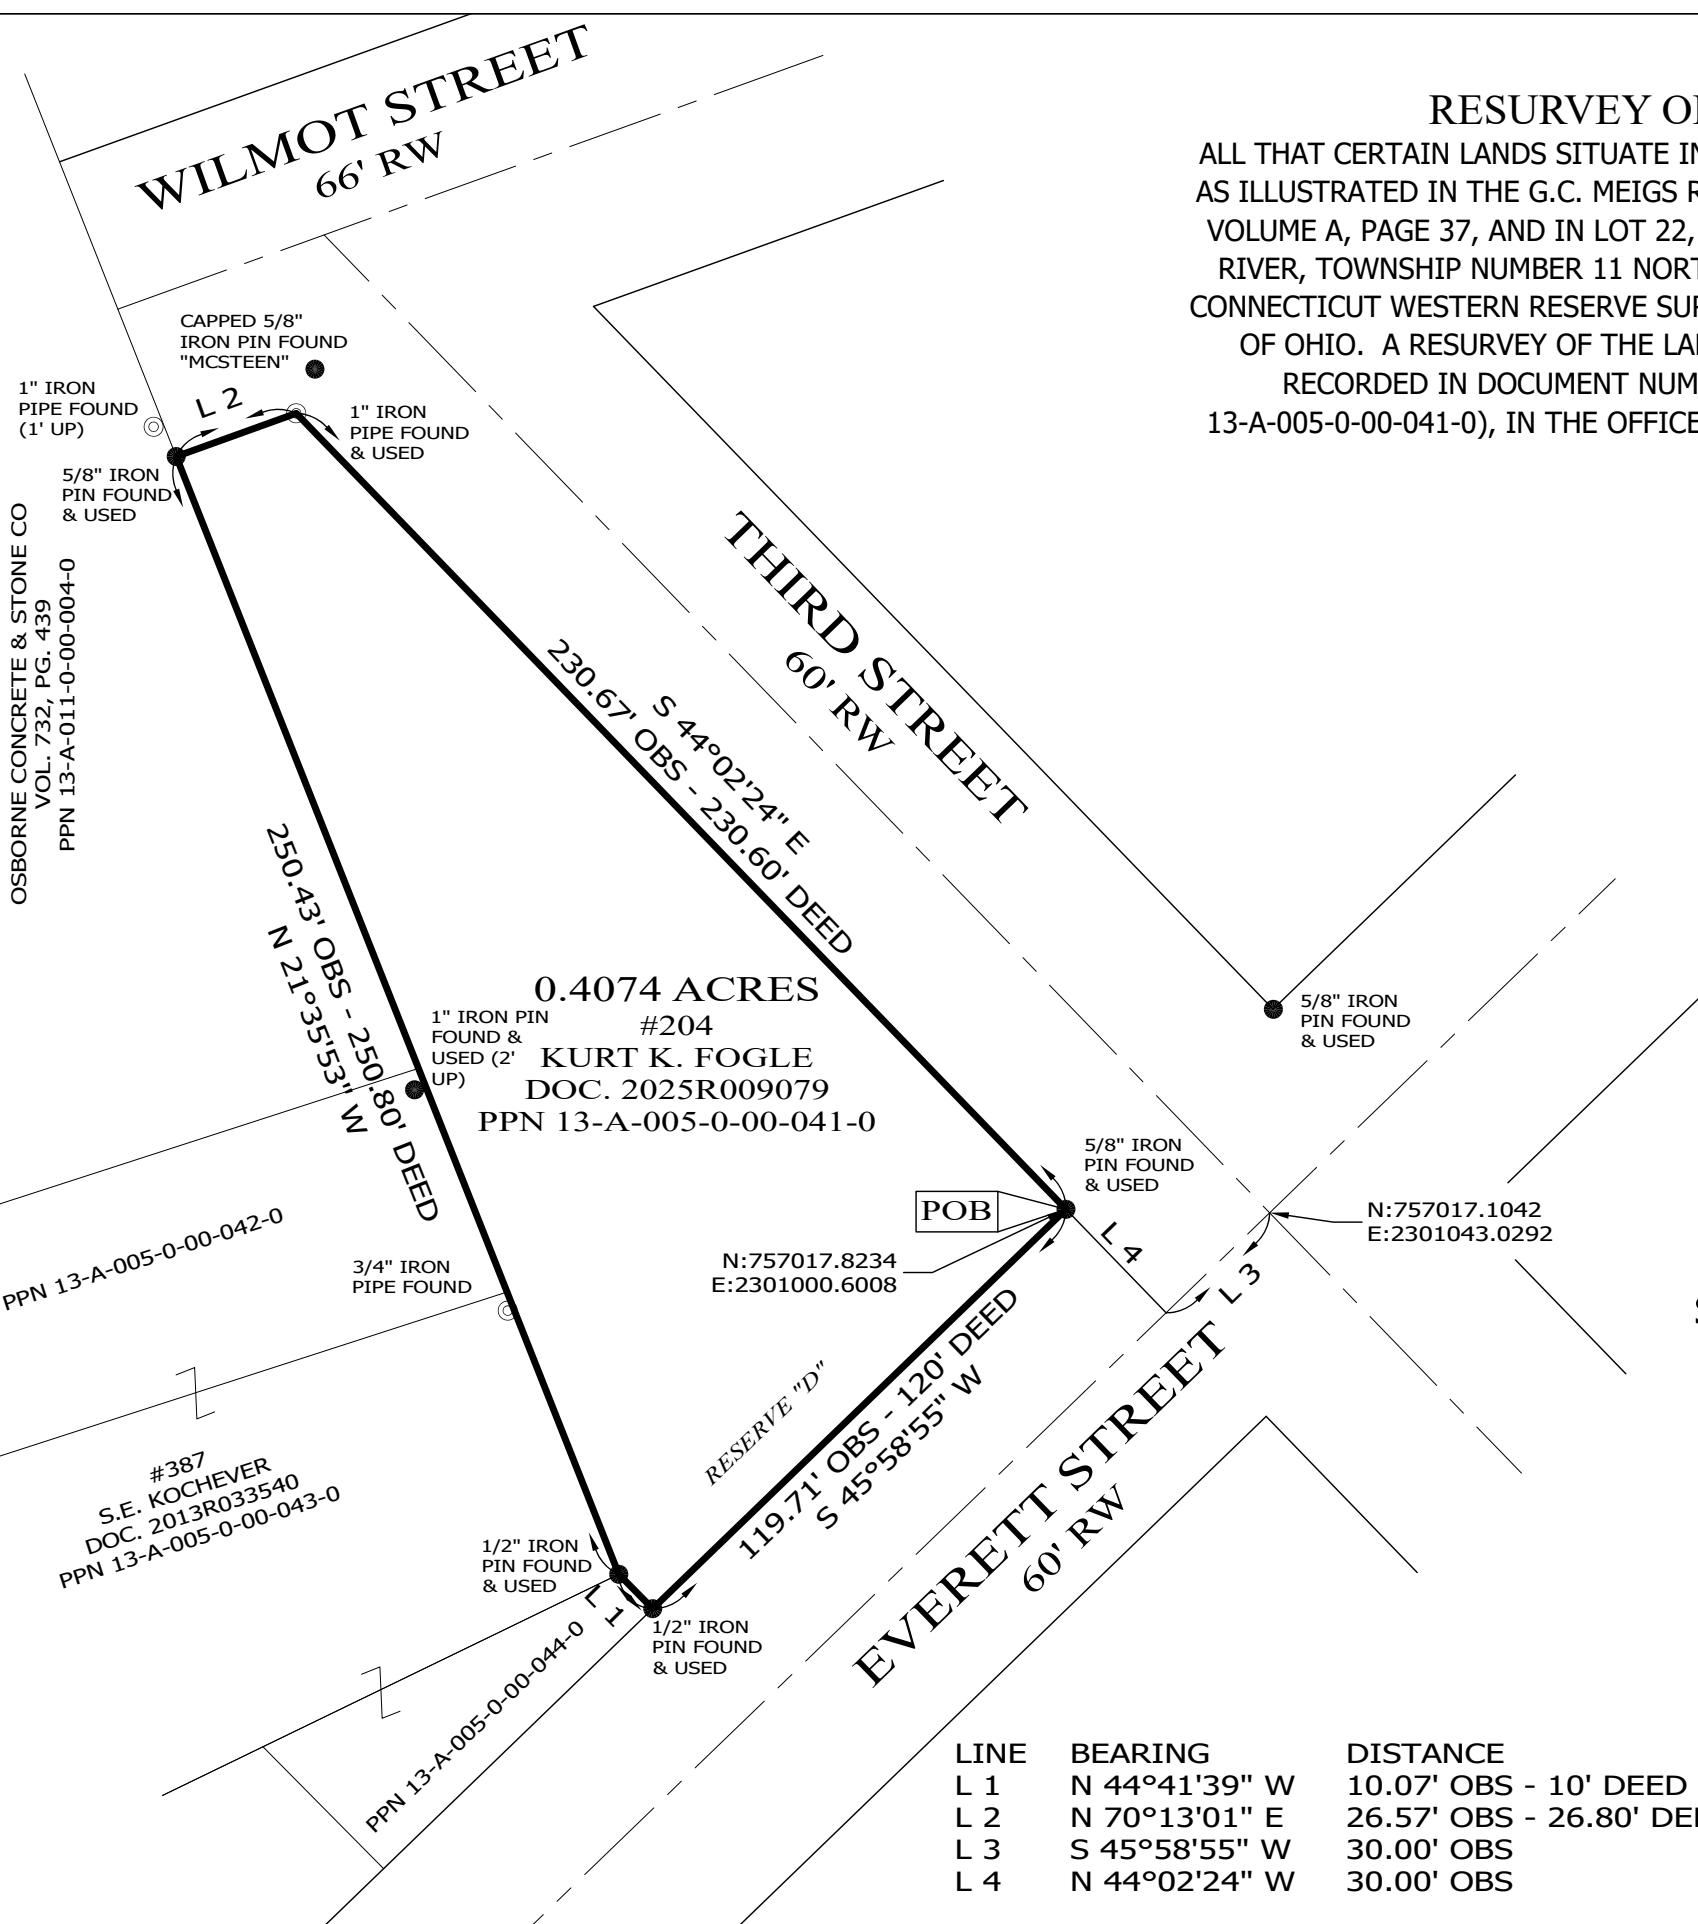 WILMOT STREET
66' RW
RESURVEY O
ALL THAT CERTAIN LANDS SITUATE IN
AS ILLUSTRATED IN THE G.C. MEIGS R
VOLUME A, PAGE 37, AND IN LOT 22,
RIVER, TOWNSHIP NUMBER 11 NORT
CONNECTICUT WESTERN RESERVE SU
OF OHIO. A RESURVEY OF THE LA
RECORDED IN DOCUMENT NUM
13-A-005-0-00-041-0), IN THE OFFICE
CAPPED 5/8"
IRON PIN FOUND
"MCSTEEN"
1" IRON
PIPE FOUND
(1' UP)
L 2
1" IRON
PIPE FOUND
& USED
5/8" IRON
PIN FOUND
& USED
OSBORNE CONCRETE & STONE CO
VOL. 732, PG. 439
PPN 13-A-011-0-00-004-0
THIRD STREET
60' RW
S 44°02'24" E
230.67' OBS - 230.60' DEED
250.43' OBS - 250.80' DEED
N 21°35'53" W
0.4074 ACRES
#204
KURT K. FOGLE
DOC. 2025R009079
PPN 13-A-005-0-00-041-0
1" IRON PIN
FOUND &
USED (2'
UP)
5/8" IRON
PIN FOUND
& USED
5/8" IRON
PIN FOUND
& USED
POB
N:757017.8234
E:2301000.6008
L 4
L 3
N:757017.1042
E:2301043.0292
PPN 13-A-005-0-00-042-0
3/4" IRON
PIPE FOUND
RESERVE "D"
119.71' OBS - 120' DEED
S 45°58'55" W
EVERETT STREET
60' RW
#387
S.E. KOCHEVER
DOC. 2013R033540
PPN 13-A-005-0-00-043-0
1/2" IRON
PIN FOUND
& USED
L 1
1/2" IRON
PIN FOUND
& USED
PPN 13-A-005-0-00-044-0
LINE BEARING DISTANCE
L 1 N 44°41'39" W 10.07' OBS - 10' DEED
L 2 N 70°13'01" E 26.57' OBS - 26.80' DE
L 3 S 45°58'55" W 30.00' OBS
L 4 N 44°02'24" W 30.00' OBS